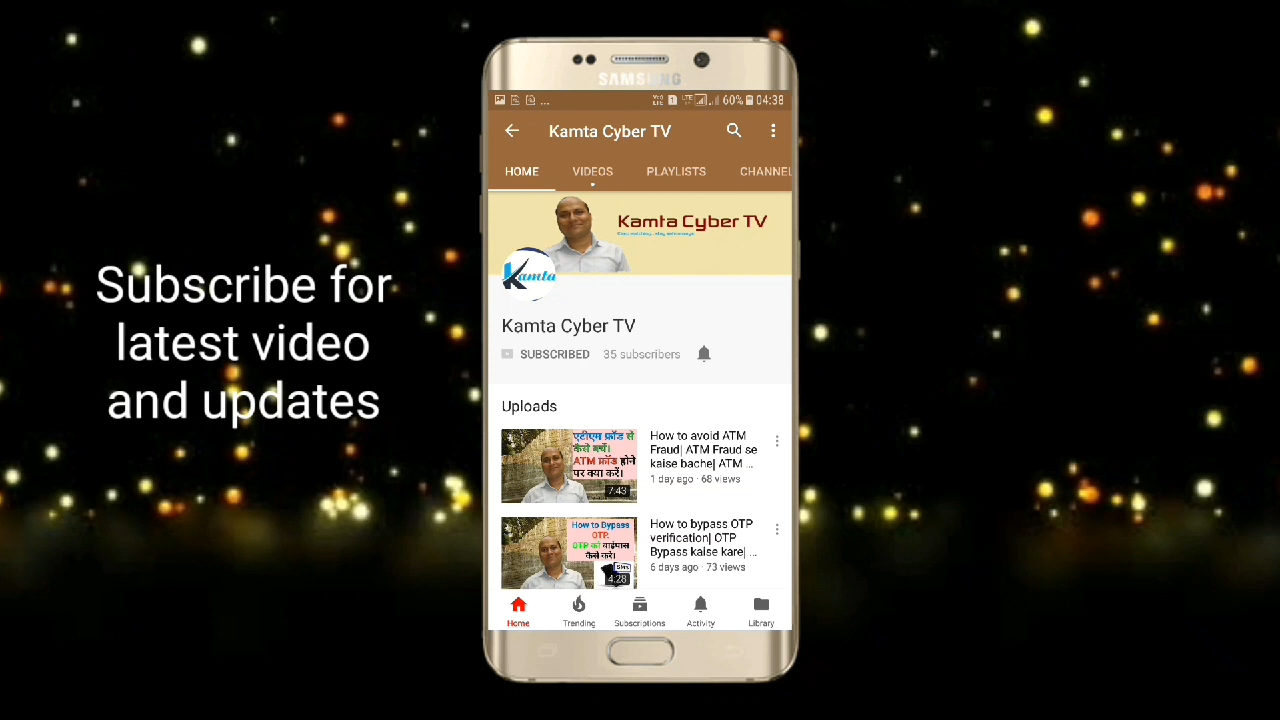 Subscribe for
latest video
and updates
SAMSUNG
60% 04:38
Kamta Cyber TV
HOME VIDEOS PLAYLISTS CHANNEL
Kamta Cyber TV
Kamta
Kamta Cyber TV
SUBSCRIBED 35 subscribers
Uploads
एटीएम फ्रॉड से
कैसे बचें।
ATM फ्रॉड होने
पर क्या करें।
7:43
How to avoid ATM
Fraud| ATM Fraud se
kaise bache| ATM ...
1 day ago · 68 views
How to Bypass
OTP.
OTP को बाईपास
कैसे करें।
SMS
4:28
How to bypass OTP
verification| OTP
Bypass kaise kare| ...
6 days ago · 73 views
Home Trending Subscriptions Activity Library